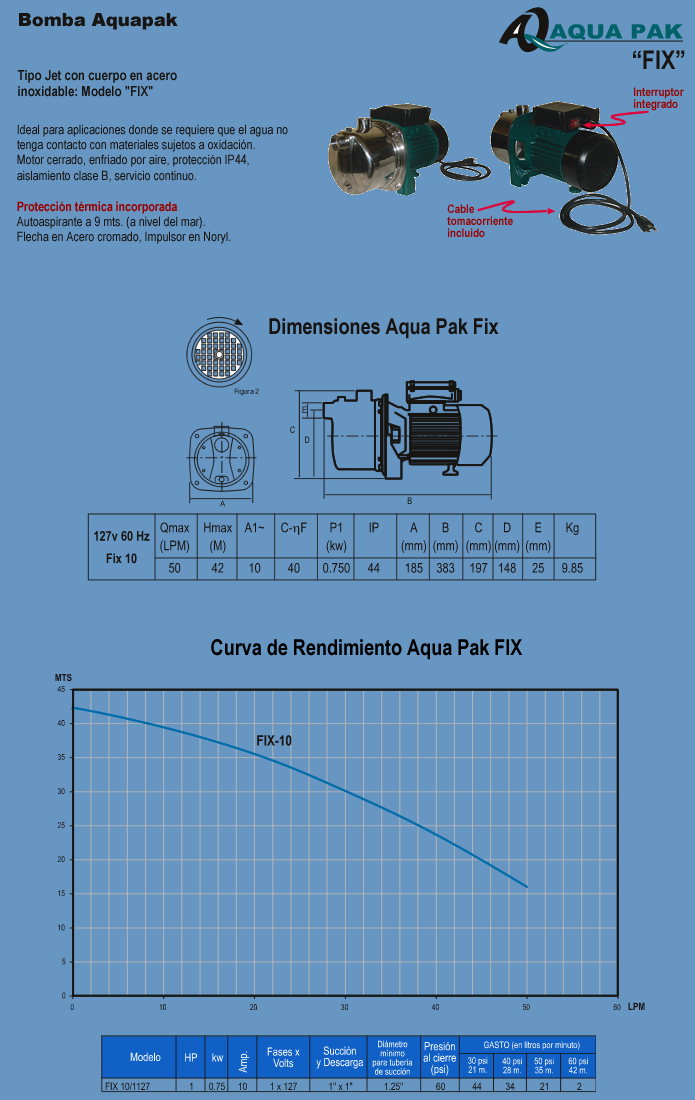 Bomba Aquapak
AQUA PAK
"FIX"
Tipo Jet con cuerpo en acero
inoxidable: Modelo "FIX"
Interruptor
integrado
Ideal para aplicaciones donde se requiere que el agua no
tenga contacto con materiales sujetos a oxidación.
Motor cerrado, enfriado por aire, protección IP44,
aislamiento clase B, servicio continuo.
Protección térmica incorporada
Autoaspirante a 9 mts. (a nivel del mar).
Flecha en Acero cromado, Impulsor en Noryl.
Cable
tomacorriente
incluido
Dimensiones Aqua Pak Fix
Figura 2
E
C
D
A
B
127v 60 Hz
Fix 10
Qmax Hmax A1~ C-ηF P1 IP A B C D E Kg
(LPM) (M) (kw) (mm) (mm) (mm) (mm) (mm)
50 42 10 40 0.750 44 185 383 197 148 25 9.85
Curva de Rendimiento Aqua Pak FIX
MTS
45
40
FIX-10
35
30
25
20
15
10
5
0
0 10 20 30 40 50 60 LPM
Modelo HP kw Amp. Fases x Volts Succión y Descarga Diámetro mínimo para tubería de succión Presión al cierre (psi) GASTO (en litros por minuto)
30 psi 40 psi 50 psi 60 psi
21 m. 28 m. 35 m. 42 m.
FIX 10/1127 1 0.75 10 1 x 127 1" x 1" 1.25" 60 44 34 21 2